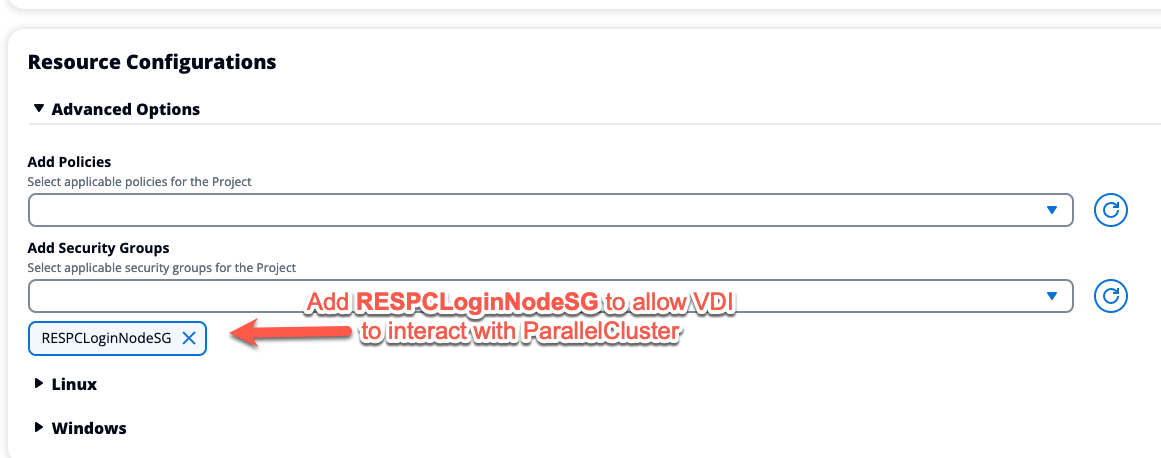 Resource Configurations
Advanced Options
Add Policies
Select applicable policies for the Project
Add Security Groups
Select applicable security groups for the Project
Add RESPCLoginNodeSG to allow VDI
to interact with ParallelCluster
RESPCLoginNodeSG
Linux
Windows